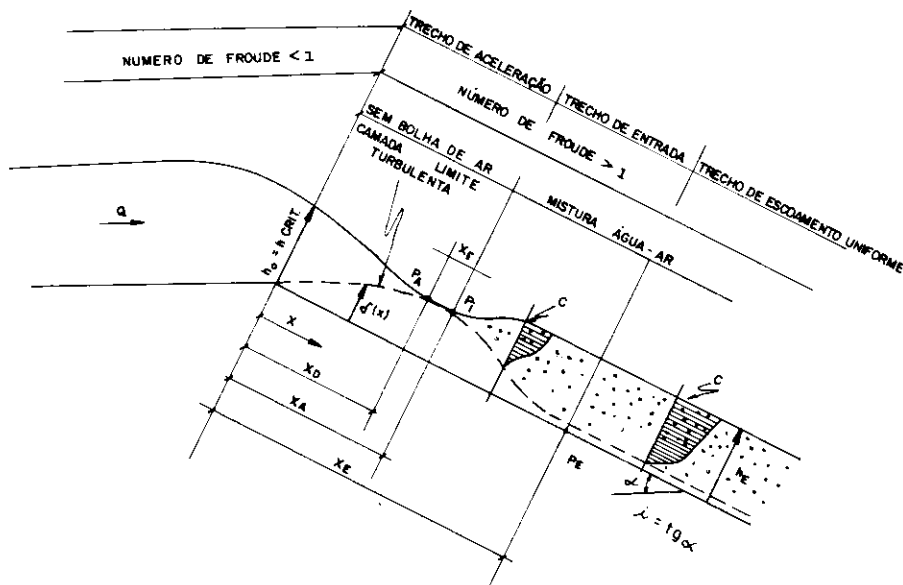 NUMERO DE FROUDE < 1
TRECHO DE ACELERAÇÃO
TRECHO DE ENTRADA
TRECHO DE ESCOAMENTO UNIFORME
NÚMERO DE FROUDE > 1
SEM BOLHA DE AR
MISTURA ÁGUA - AR
CAMADA LIMITE
TURBULENTA
Q
h₀ = h CRIT.
P_A
P_I
C
δ(x)
X
X_D
X_A
X_E
P_E
C
h_E
α
i = tg α